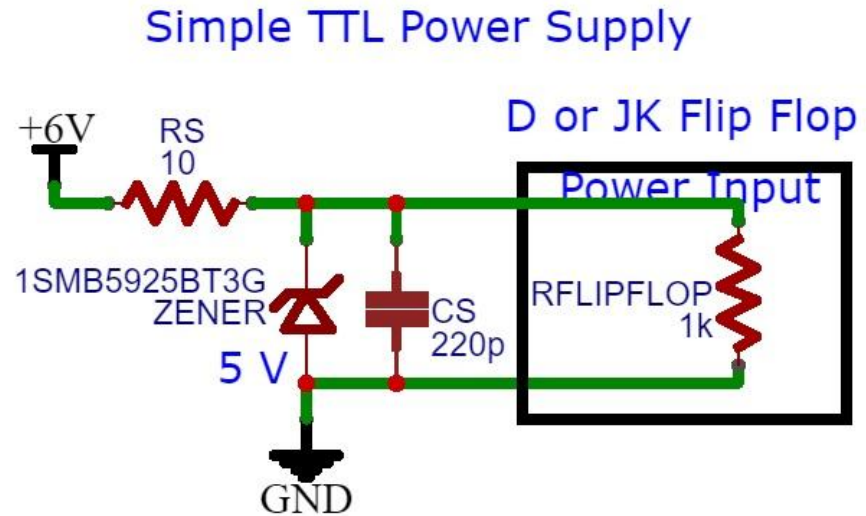 Simple TTL Power Supply
D or JK Flip Flop
Power Input
+6V
RS
10
1SMB5925BT3G
ZENER
5 V
CS
220p
RFLIPFLOP
1k
GND